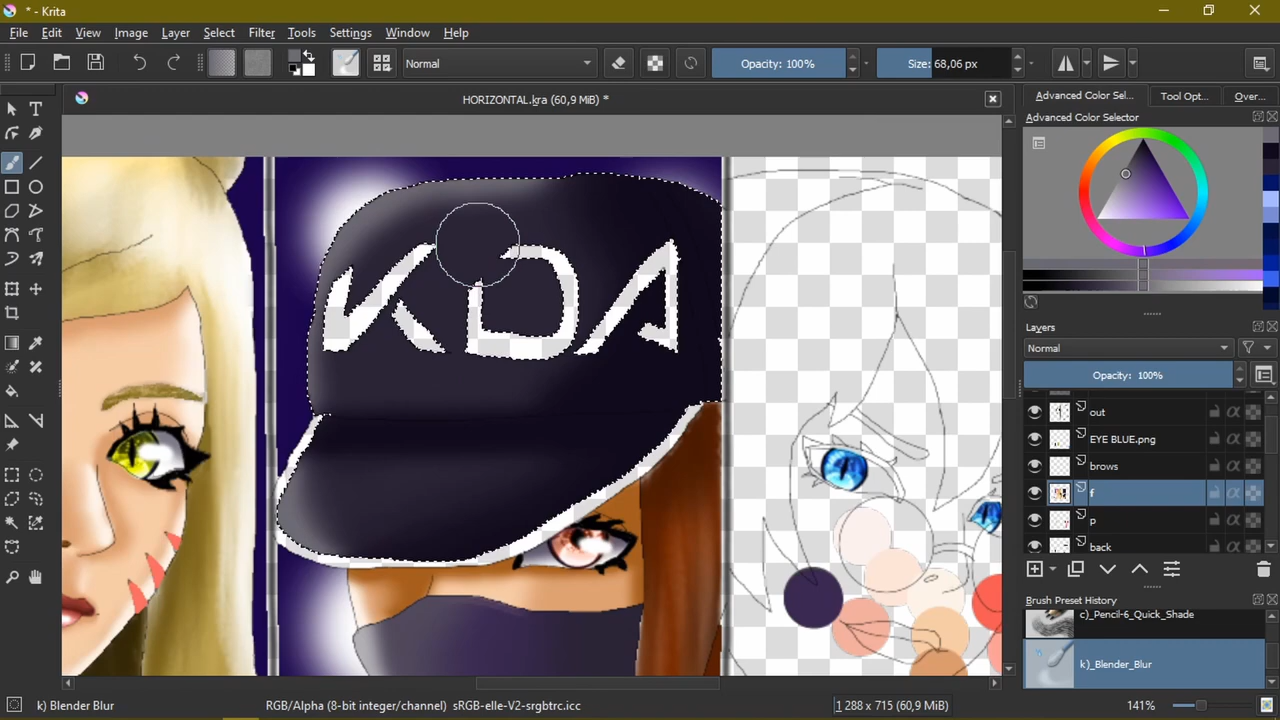 * - Krita
File Edit View Image Layer Select Filter Tools Settings Window Help
Normal Opacity: 100% Size: 68,06 px
HORIZONTAL.kra (60,9 MiB) *
Advanced Color Sel... Tool Opt... Over...
Advanced Color Selector
KDA
Layers
Normal
Opacity: 100%
out
EYE BLUE.png
brows
f
p
back
Brush Preset History
c)_Pencil-6_Quick_Shade
k)_Blender_Blur
k) Blender Blur RGB/Alpha (8-bit integer/channel) sRGB-elle-V2-srgbtrc.icc 1 288 x 715 (60,9 MiB) 141%